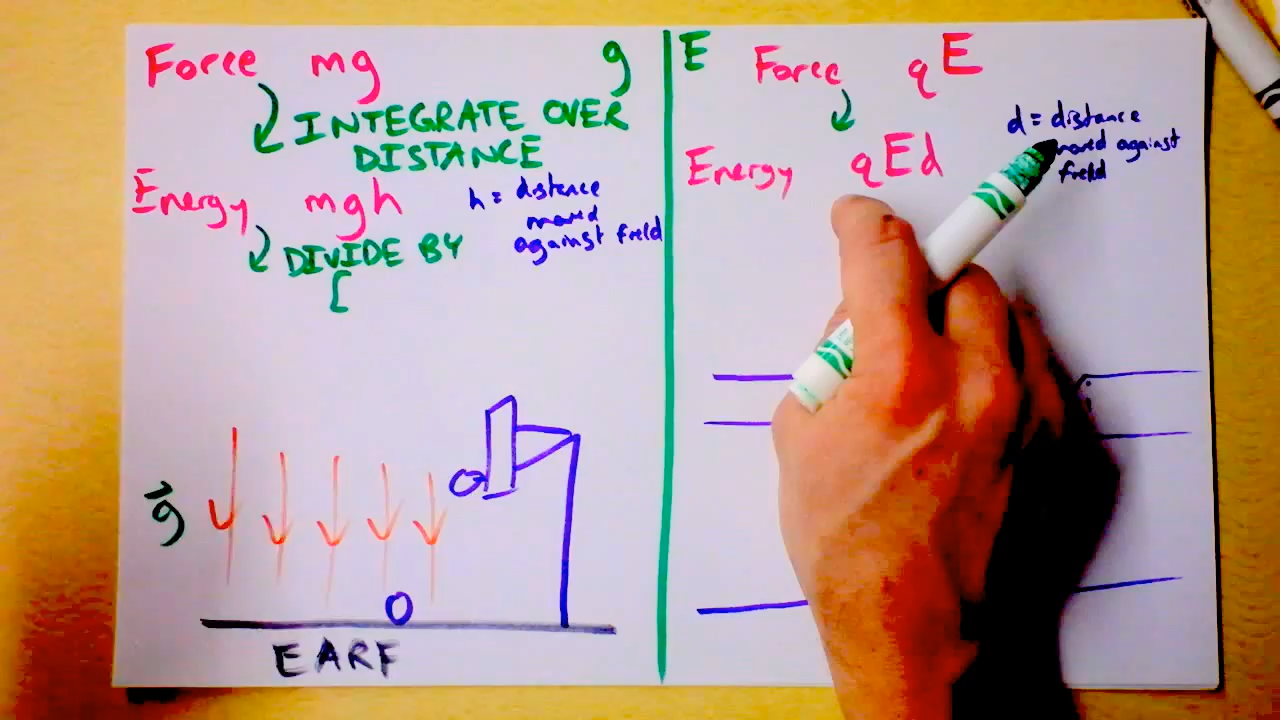 Force mg g
INTEGRATE OVER
DISTANCE
Energy mgh
h = distance
moved
against field
DIVIDE BY
g
EARF
E Force qE
d = distance
moved against
field
Energy qEd